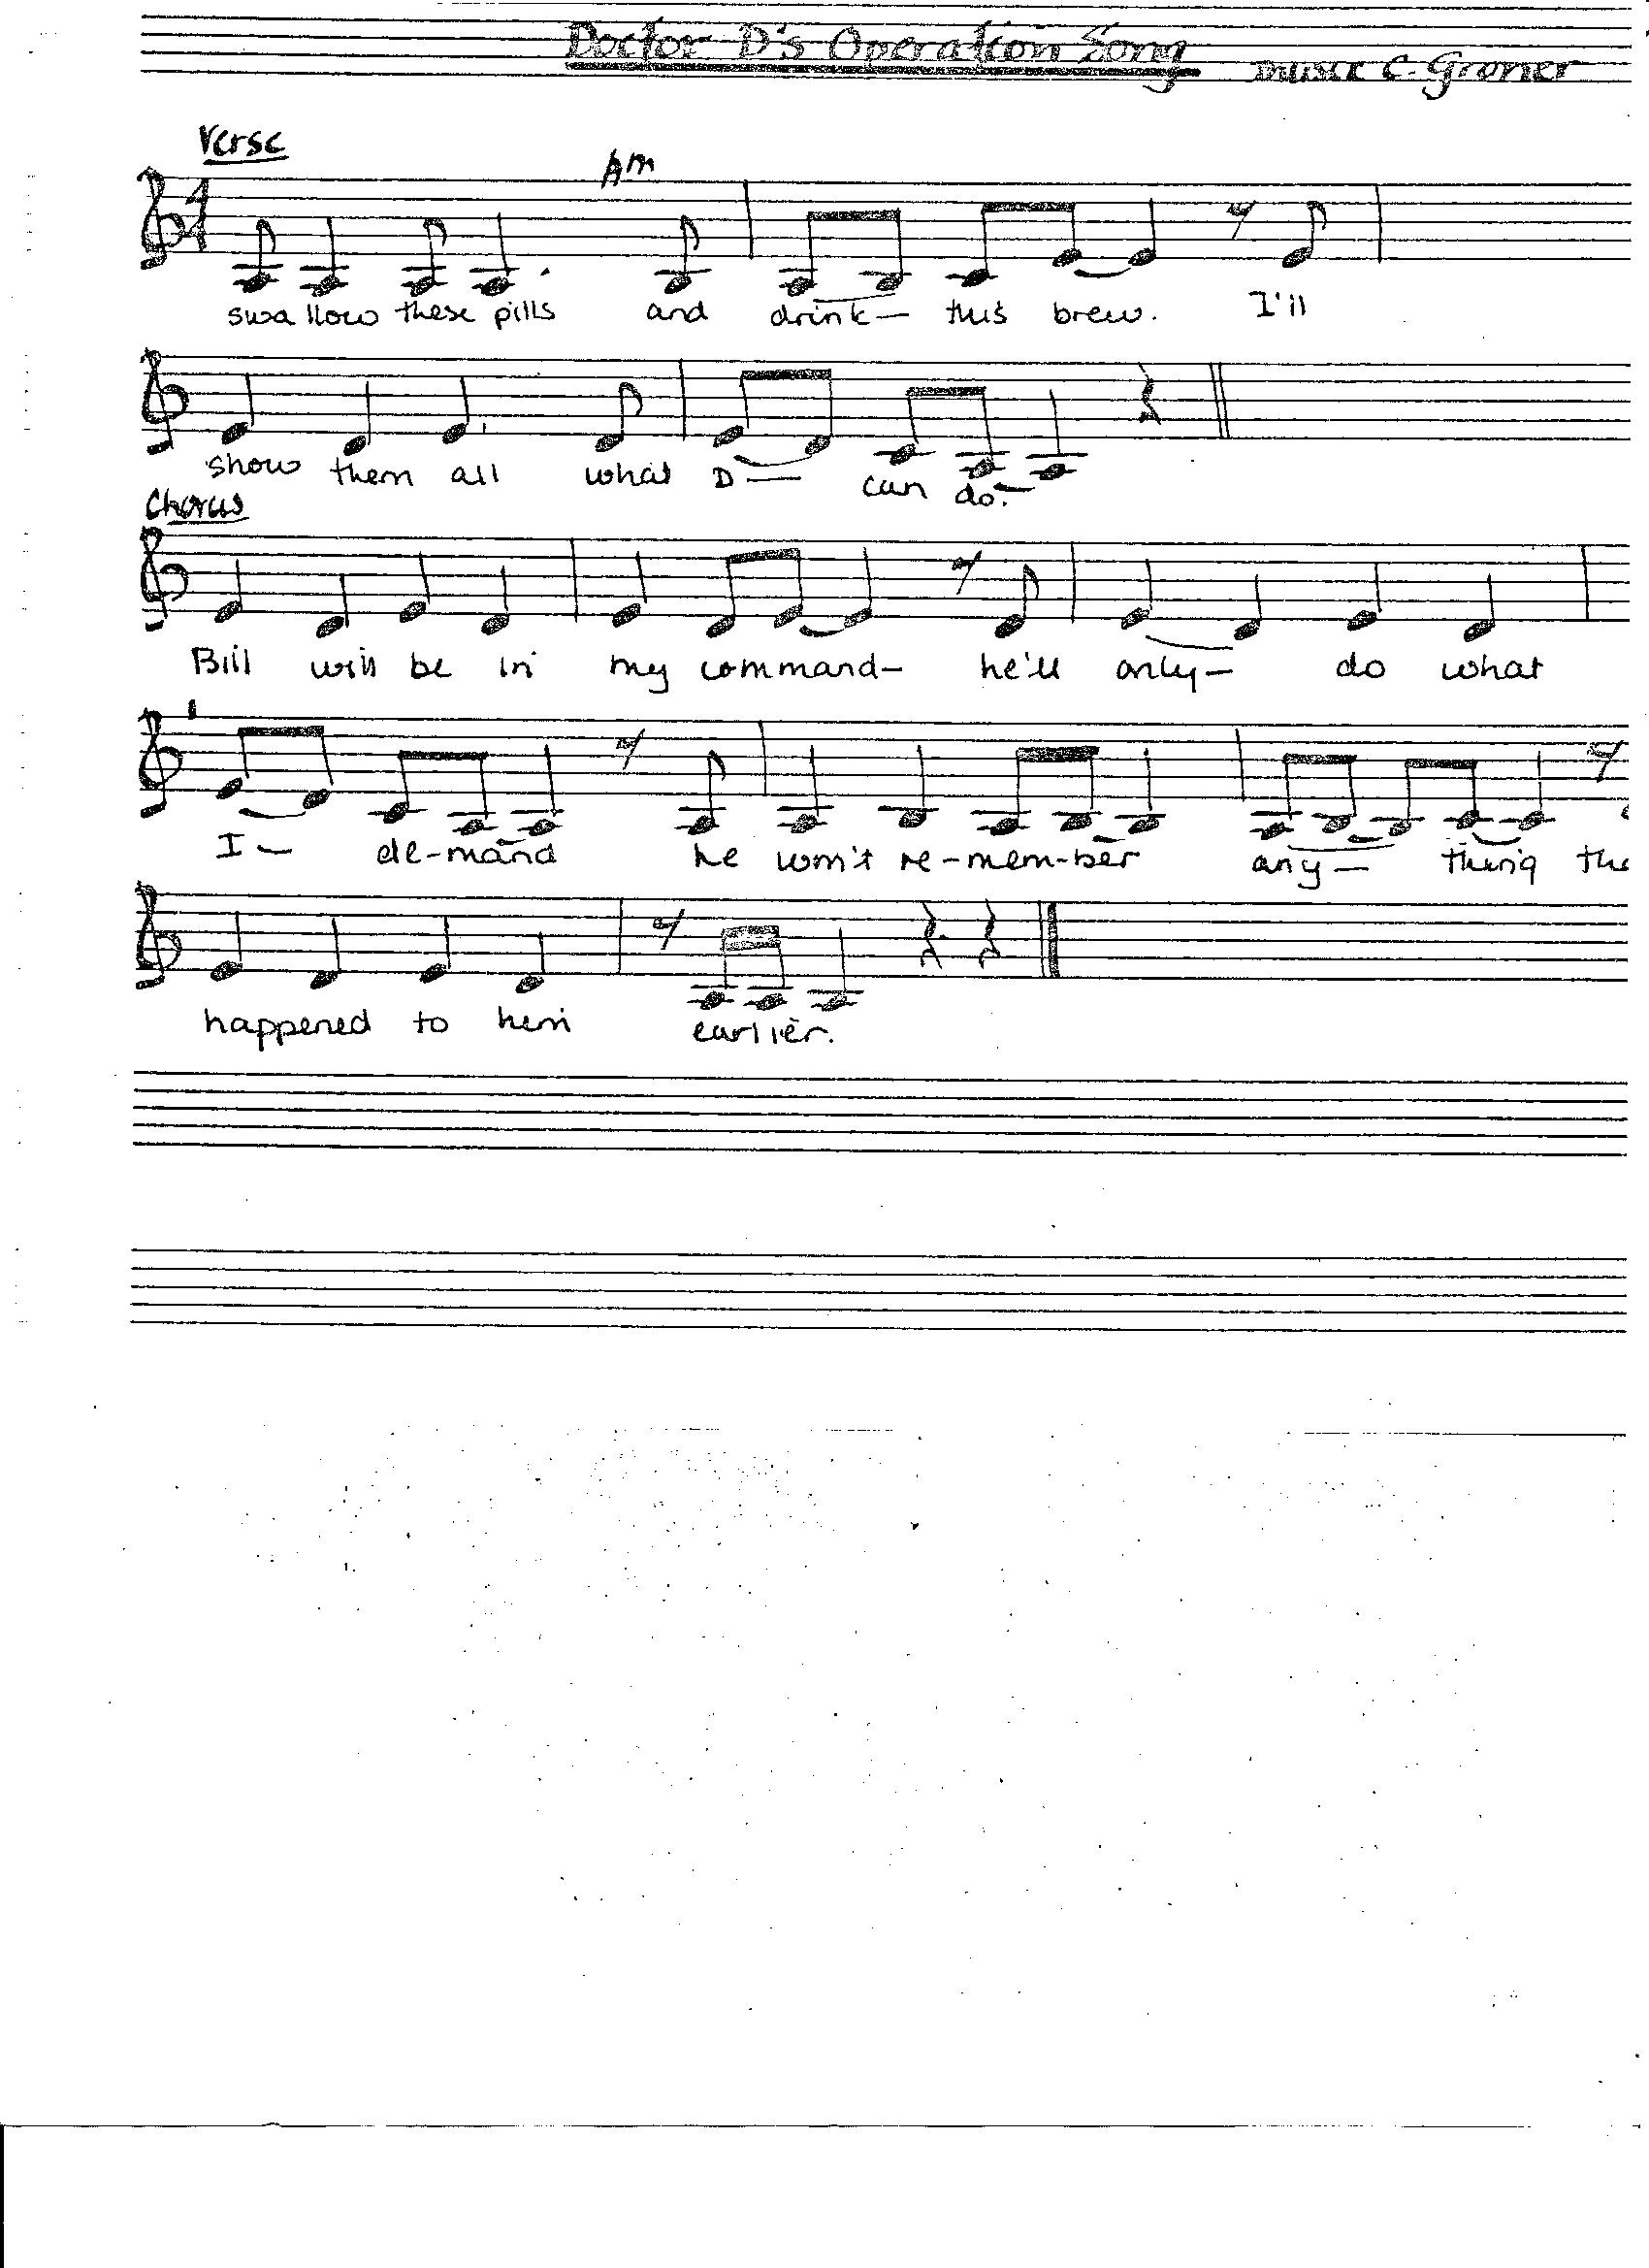 Doctor D's Operation Song music C. Groner
Verse
Am
swallow these pills and drink— this brew. I'll
show them all what D— can do.—
Chorus
Bill will be in my command— he'll only— do what
I— de-mand he won't re-mem-ber any— thing
happened to him earlier.